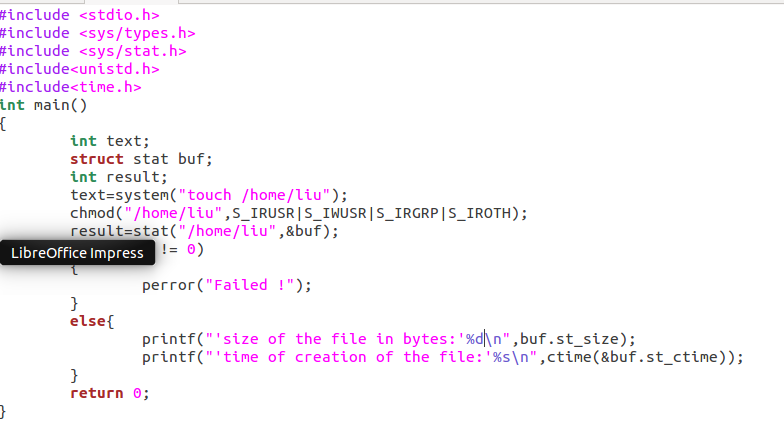 #include <stdio.h>
#include <sys/types.h>
#include <sys/stat.h>
#include<unistd.h>
#include<time.h>
int main()
{
        int text;
        struct stat buf;
        int result;
        text=system("touch /home/liu");
        chmod("/home/liu",S_IRUSR|S_IWUSR|S_IRGRP|S_IROTH);
        result=stat("/home/liu",&buf);
LibreOffice Impress != 0)
        {
                perror("Failed !");
        }
        else{
                printf("'size of the file in bytes:'%d\n",buf.st_size);
                printf("'time of creation of the file:'%s\n",ctime(&buf.st_ctime));
        }
        return 0;
}